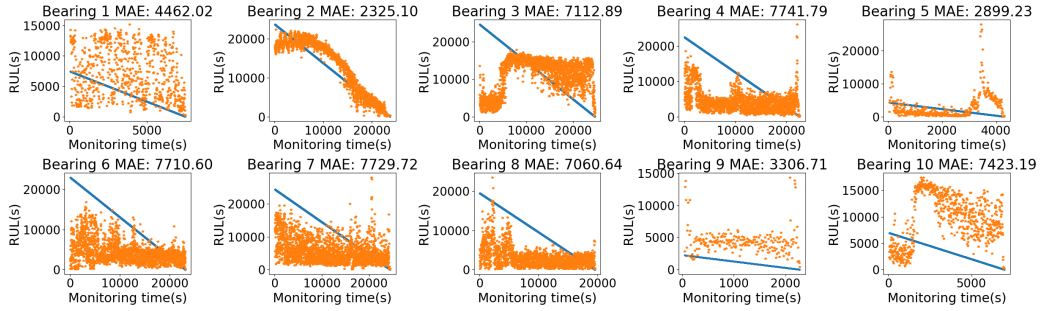 Bearing 1 MAE: 4462.02
15000
10000
5000
0
RUL(s)
0
5000
Monitoring time(s)
Bearing 2 MAE: 2325.10
20000
10000
0
RUL(s)
0
10000
20000
Monitoring time(s)
Bearing 3 MAE: 7112.89
20000
10000
0
RUL(s)
0
10000
20000
Monitoring time(s)
Bearing 4 MAE: 7741.79
20000
10000
0
RUL(s)
0
10000
20000
Monitoring time(s)
Bearing 5 MAE: 2899.23
20000
10000
0
RUL(s)
0
2000
4000
Monitoring time(s)
Bearing 6 MAE: 7710.60
20000
10000
0
RUL(s)
0
10000
20000
Monitoring time(s)
Bearing 7 MAE: 7729.72
20000
10000
0
RUL(s)
0
10000
20000
Monitoring time(s)
Bearing 8 MAE: 7060.64
20000
10000
0
RUL(s)
0
10000
20000
Monitoring time(s)
Bearing 9 MAE: 3306.71
15000
10000
5000
0
RUL(s)
0
1000
2000
Monitoring time(s)
Bearing 10 MAE: 7423.19
15000
10000
5000
0
RUL(s)
0
5000
Monitoring time(s)